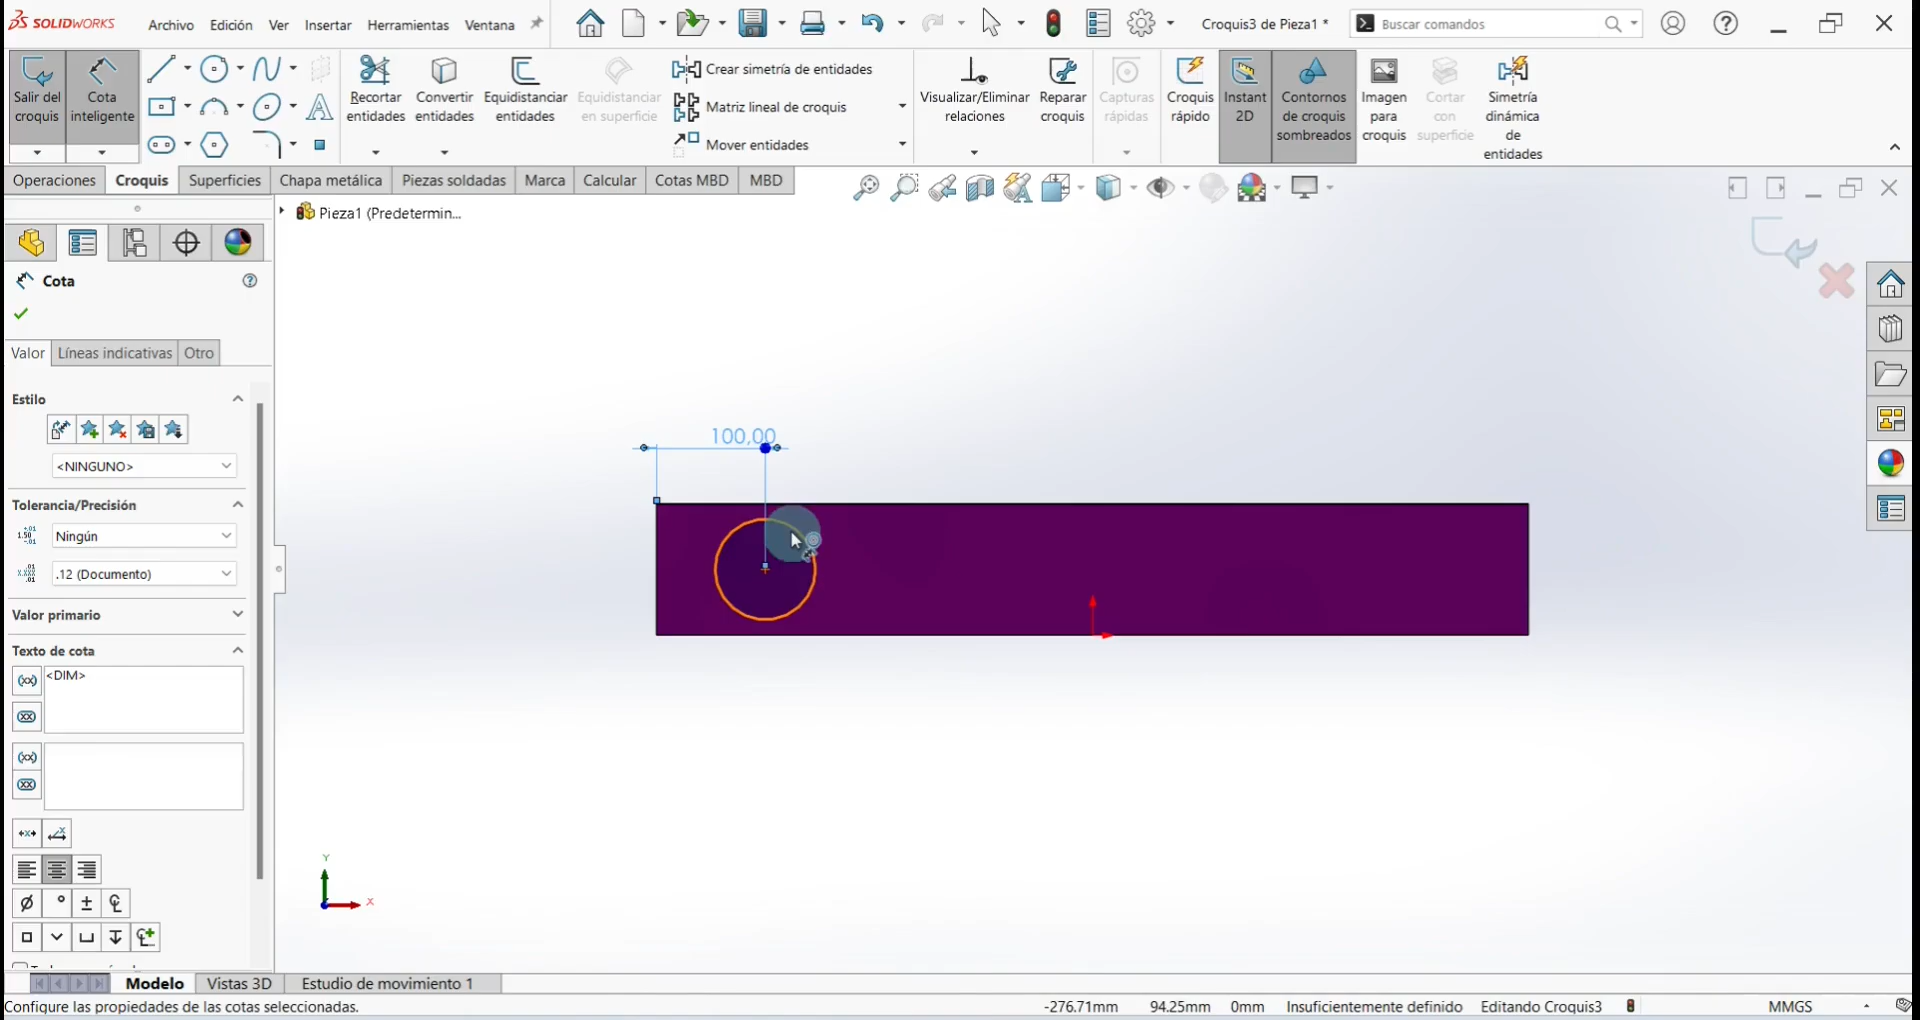 SOLIDWORKS Archivo Edición Ver Insertar Herramientas Ventana Croquis3 de Pieza1 * Buscar comandos
Salir del croquis
Cota inteligente
Recortar entidades
Convertir entidades
Equidistanciar entidades
Equidistanciar en superficie
Crear simetría de entidades
Matriz lineal de croquis
Mover entidades
Visualizar/Eliminar relaciones
Reparar croquis
Capturas rápidas
Croquis rápido
Instant 2D
Contornos de croquis sombreados
Imagen para croquis
Cortar con superficie
Simetría dinámica de entidades
Operaciones Croquis Superficies Chapa metálica Piezas soldadas Marca Calcular Cotas MBD MBD
Pieza1 (Predetermin...
Cota
Valor Líneas indicativas Otro
Estilo
<NINGUNO>
Tolerancia/Precisión
Ningún
.12 (Documento)
Valor primario
Texto de cota
<DIM>
100,00
Y
X
Modelo Vistas 3D Estudio de movimiento 1
Configure las propiedades de las cotas seleccionadas. -276.71mm 94.25mm 0mm Insuficientemente definido Editando Croquis3 MMGS